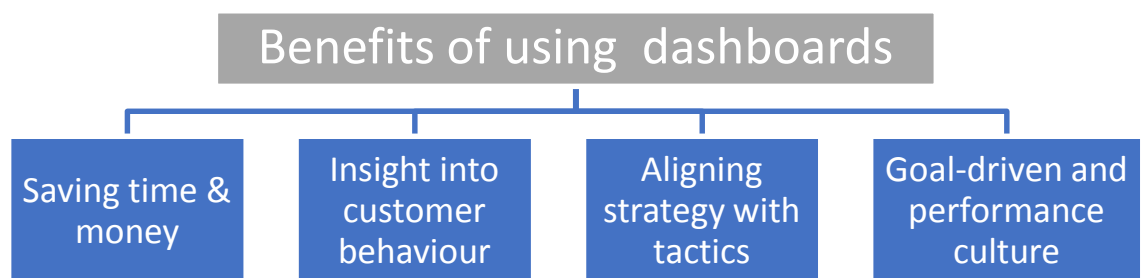 Benefits of using  dashboards
Saving time &
money
Insight into
customer
behaviour
Aligning
strategy with
tactics
Goal-driven and
performance
culture